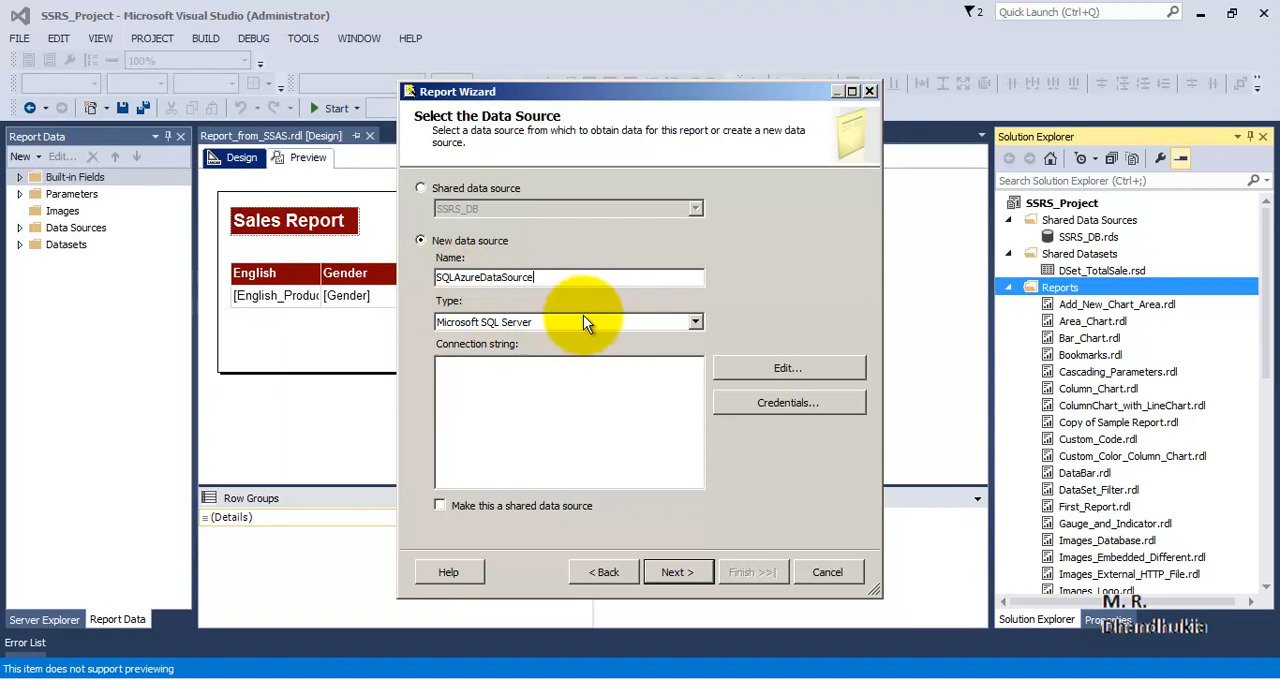 SSRS_Project - Microsoft Visual Studio (Administrator)
2
Quick Launch (Ctrl+Q)
FILE EDIT VIEW PROJECT BUILD DEBUG TOOLS WINDOW HELP
100%
Start
Report Data
New Edit...
Built-in Fields
Parameters
Images
Data Sources
Datasets
Server Explorer Report Data
Report_from_SSAS.rdl [Design]
Design Preview
Sales Report
English Gender
[English_Produc [Gender]
Row Groups
(Details)
Report Wizard
Select the Data Source
Select a data source from which to obtain data for this report or create a new data
source.
Shared data source
SSRS_DB
New data source
Name:
SQLAzureDataSource
Type:
Microsoft SQL Server
Connection string:
Edit...
Credentials...
Make this a shared data source
Help < Back Next > Finish >>| Cancel
Solution Explorer
Search Solution Explorer (Ctrl+;)
SSRS_Project
Shared Data Sources
SSRS_DB.rds
Shared Datasets
DSet_TotalSale.rsd
Reports
Add_New_Chart_Area.rdl
Area_Chart.rdl
Bar_Chart.rdl
Bookmarks.rdl
Cascading_Parameters.rdl
Column_Chart.rdl
ColumnChart_with_LineChart.rdl
Copy of Sample Report.rdl
Custom_Code.rdl
Custom_Color_Column_Chart.rdl
DataBar.rdl
DataSet_Filter.rdl
First_Report.rdl
Gauge_and_Indicator.rdl
Images_Database.rdl
Images_Embedded_Different.rdl
Images_External_HTTP_File.rdl
Images_Logo.rdl
Solution Explorer Properties
M. R.
Dhandhukia
Error List
This item does not support previewing